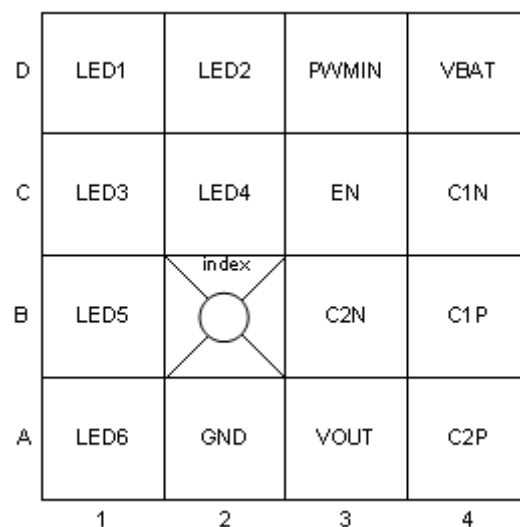 D LED1 LED2 PWMIN VBAT
C LED3 LED4 EN C1N
index
B LED5 C2N C1P
A LED6 GND VOUT C2P
1 2 3 4